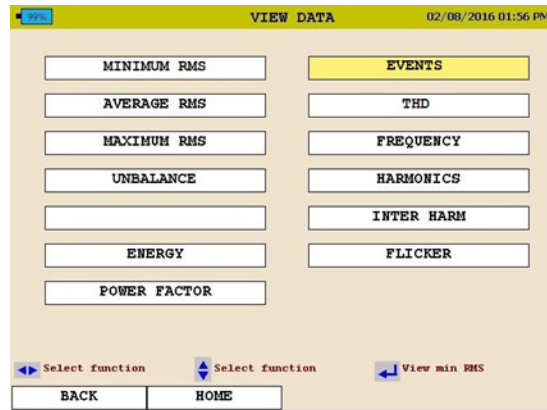 99% VIEW DATA 02/08/2016 01:56 PM
MINIMUM RMS EVENTS
AVERAGE RMS THD
MAXIMUM RMS FREQUENCY
UNBALANCE HARMONICS
INTER HARM
ENERGY FLICKER
POWER FACTOR
Select function Select function View min RMS
BACK HOME